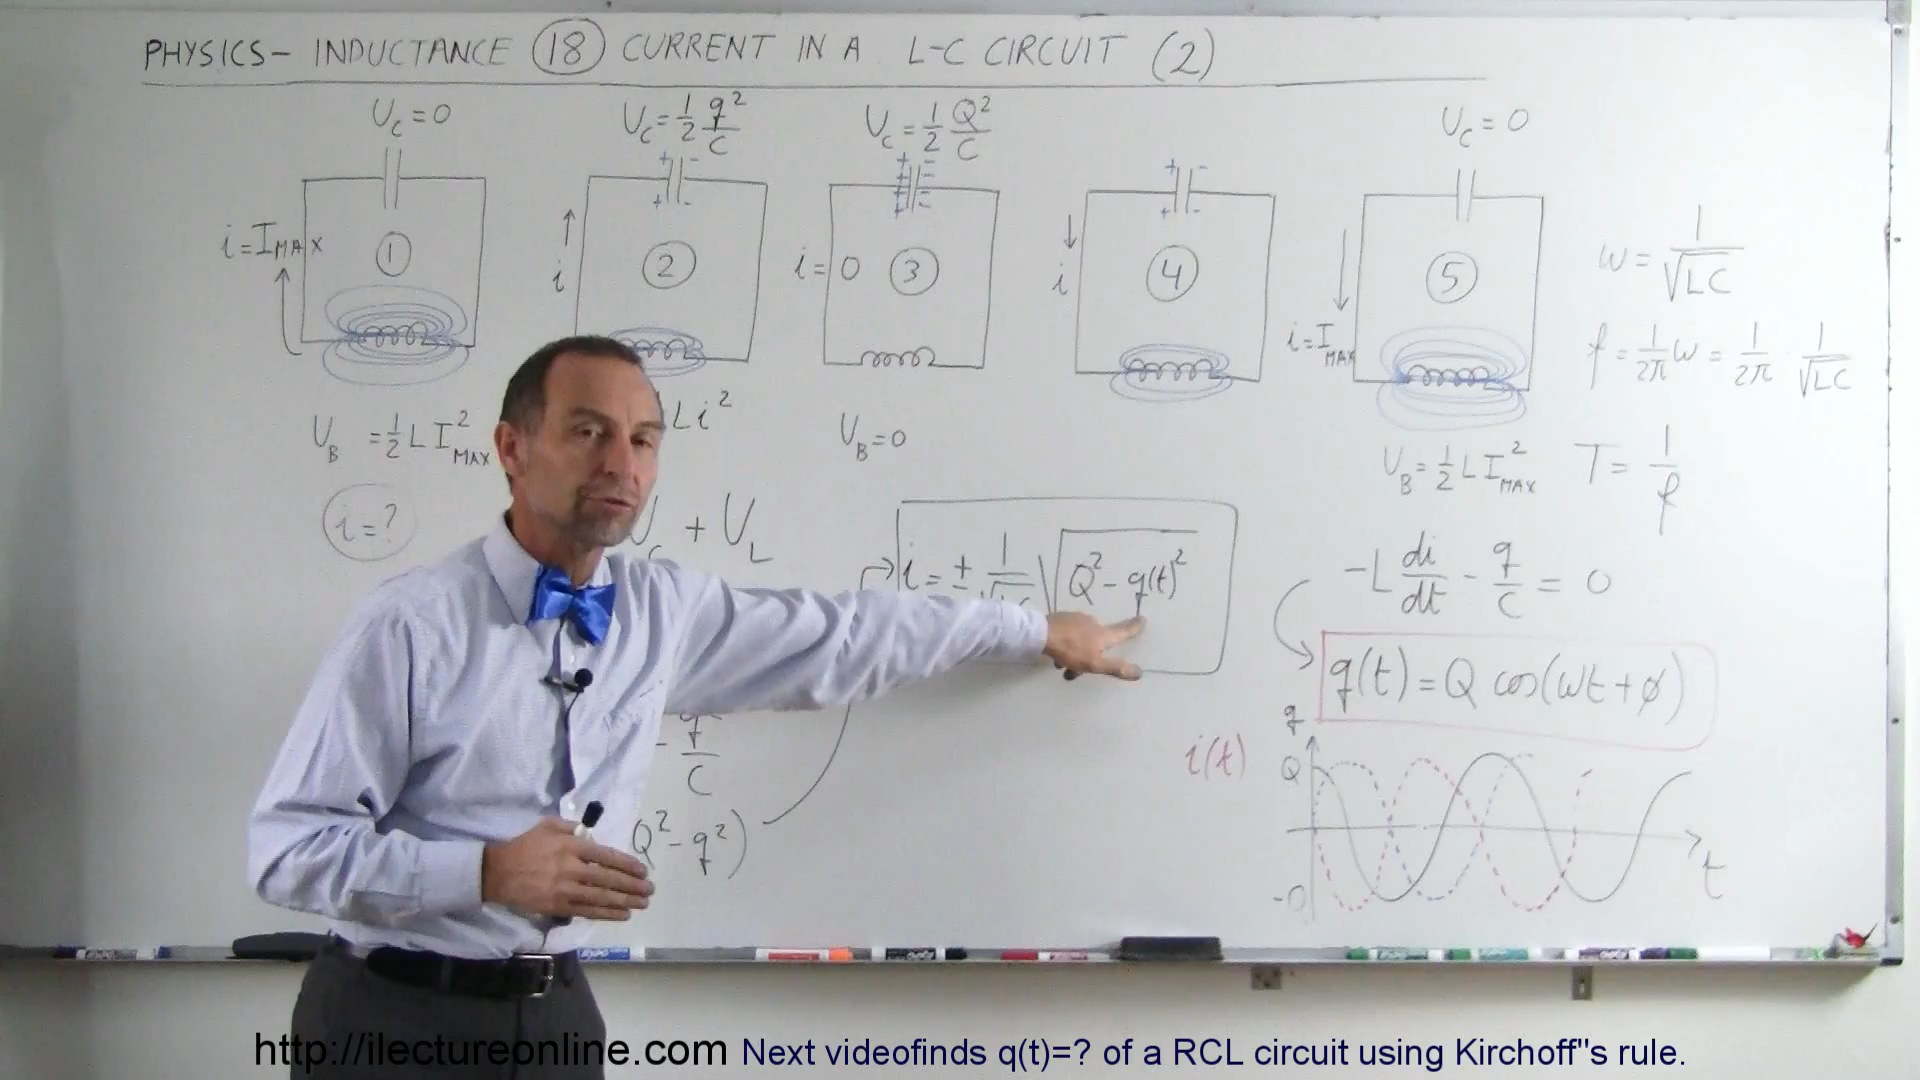 PHYSICS- INDUCTANCE (18) CURRENT IN A L-C CIRCUIT (2)
U_C=0
U_C=1/2 q²/C
U_C=1/2 Q²/C
U_C=0
+ -
+ -
+ -
+ -
+ -
+ -
+ -
+ -
i=I_MAX
1
i
2
i=0
3
i
4
i=I_MAX
5
U_B =1/2 L I²_MAX
Li²
U_B=0
U_B=1/2 L I²_MAX
ω=1/√LC
f=1/2π ω=1/2π · 1/√LC
T=1/f
i=?
+ U_L
i=± 1/√LC √Q²-q(t)²
-L di/dt - q/C = 0
q(t)=Q cos(ωt+φ)
- q/C
Q²-q²)
i(t)
q
Q
-Q
t
http://ilectureonline.com Next videofinds q(t)=? of a RCL circuit using Kirchoff"s rule.